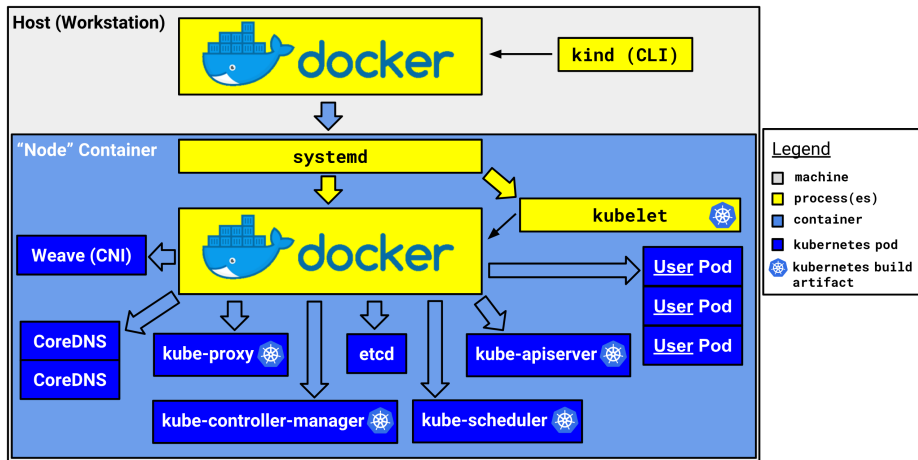 Host (Workstation)
docker
kind (CLI)
“Node” Container
systemd
kubelet
docker
Weave (CNI)
User Pod
User Pod
User Pod
CoreDNS
CoreDNS
kube-proxy
etcd
kube-apiserver
kube-controller-manager
kube-scheduler
Legend
machine
process(es)
container
kubernetes pod
kubernetes build
artifact